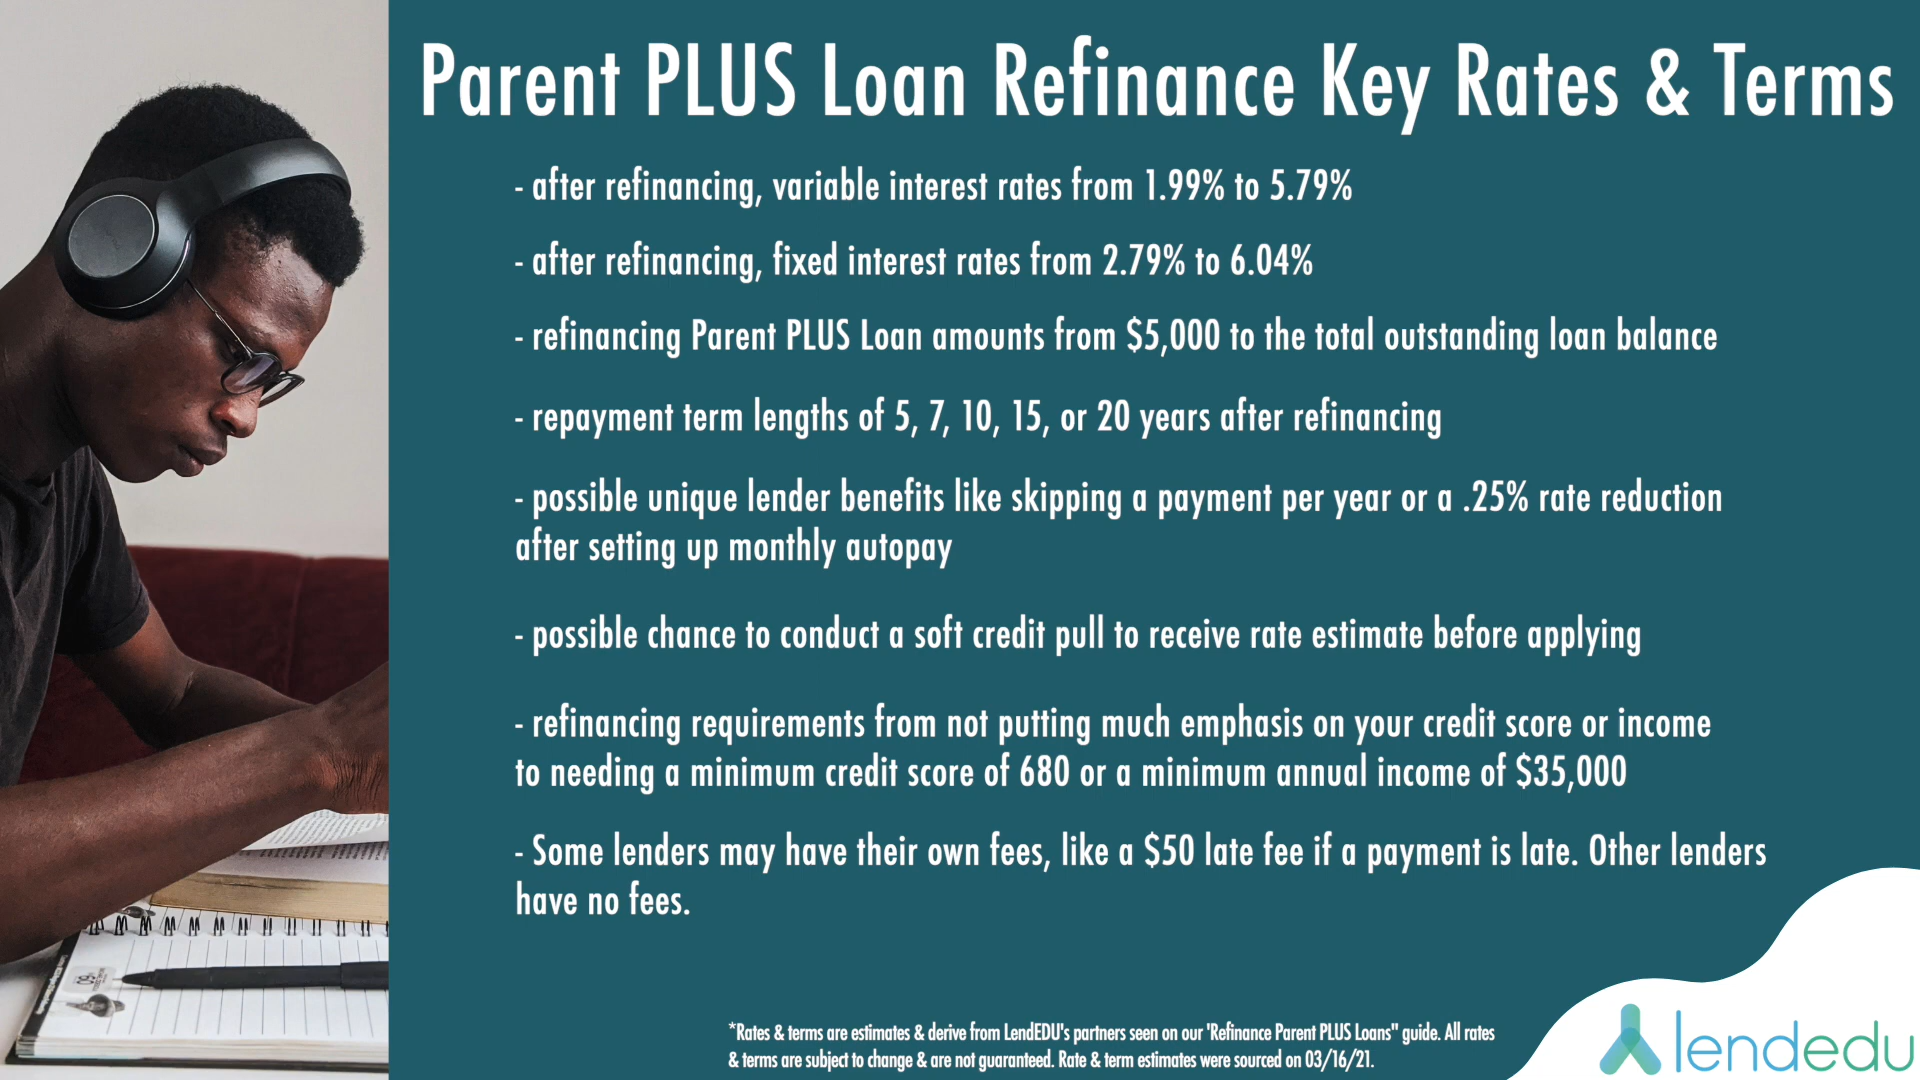 Parent PLUS Loan Refinance Key Rates & Terms
- after refinancing, variable interest rates from 1.99% to 5.79%
- after refinancing, fixed interest rates from 2.79% to 6.04%
- refinancing Parent PLUS Loan amounts from $5,000 to the total outstanding loan balance
- repayment term lengths of 5, 7, 10, 15, or 20 years after refinancing
- possible unique lender benefits like skipping a payment per year or a .25% rate reduction
after setting up monthly autopay
- possible chance to conduct a soft credit pull to receive rate estimate before applying
- refinancing requirements from not putting much emphasis on your credit score or income
to needing a minimum credit score of 680 or a minimum annual income of $35,000
- Some lenders may have their own fees, like a $50 late fee if a payment is late. Other lenders
have no fees.
*Rates & terms are estimates & derive from LendEDU's partners seen on our 'Refinance Parent PLUS Loans" guide. All rates
& terms are subject to change & are not guaranteed. Rate & term estimates were sourced on 03/16/21.
lendedu